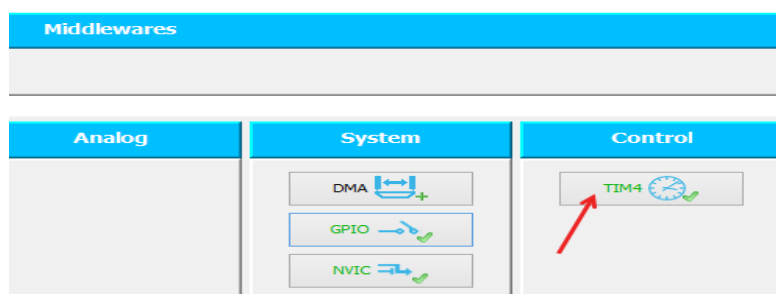 Middlewares
Analog System Control
DMA TIM4
GPIO
NVIC